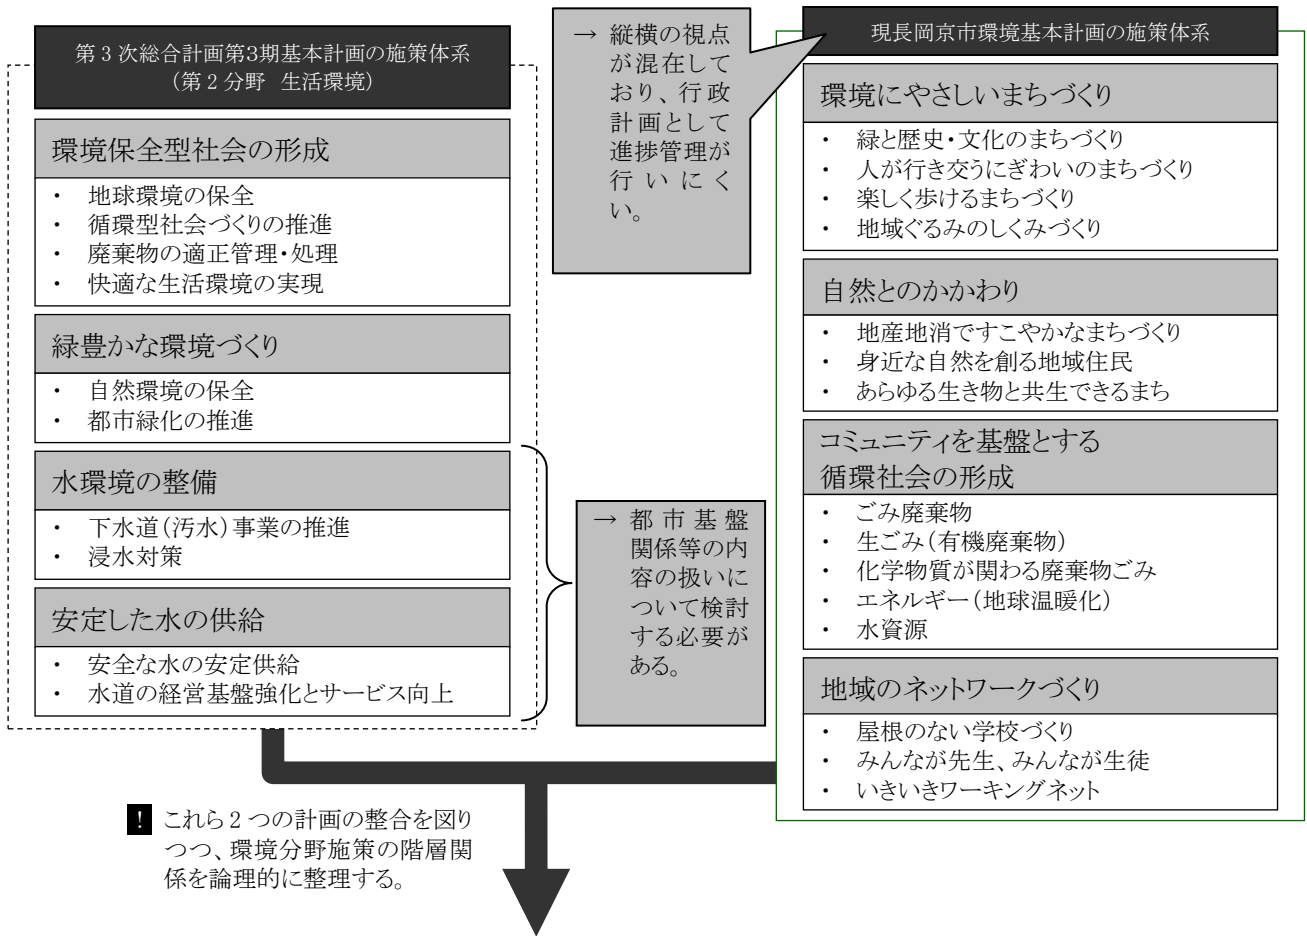 第3次総合計画第3期基本計画の施策体系
(第2分野 生活環境)
環境保全型社会の形成
・ 地球環境の保全
・ 循環型社会づくりの推進
・ 廃棄物の適正管理・処理
・ 快適な生活環境の実現
緑豊かな環境づくり
・ 自然環境の保全
・ 都市緑化の推進
水環境の整備
・ 下水道(汚水)事業の推進
・ 浸水対策
安定した水の供給
・ 安全な水の安定供給
・ 水道の経営基盤強化とサービス向上
→ 縦横の視点
が混在して
おり、行政
計画として
進捗管理が
行いにく
い。
→ 都市基盤
関係等の内
容の扱いに
ついて検討
する必要が
ある。
現長岡京市環境基本計画の施策体系
環境にやさしいまちづくり
・ 緑と歴史・文化のまちづくり
・ 人が行き交うにぎわいのまちづくり
・ 楽しく歩けるまちづくり
・ 地域ぐるみのしくみづくり
自然とのかかわり
・ 地産地消ですこやかなまちづくり
・ 身近な自然を創る地域住民
・ あらゆる生き物と共生できるまち
コミュニティを基盤とする
循環社会の形成
・ ごみ廃棄物
・ 生ごみ(有機廃棄物)
・ 化学物質が関わる廃棄物ごみ
・ エネルギー(地球温暖化)
・ 水資源
地域のネットワークづくり
・ 屋根のない学校づくり
・ みんなが先生、みんなが生徒
・ いきいきワーキングネット
! これら2つの計画の整合を図り
つつ、環境分野施策の階層関
係を論理的に整理する。